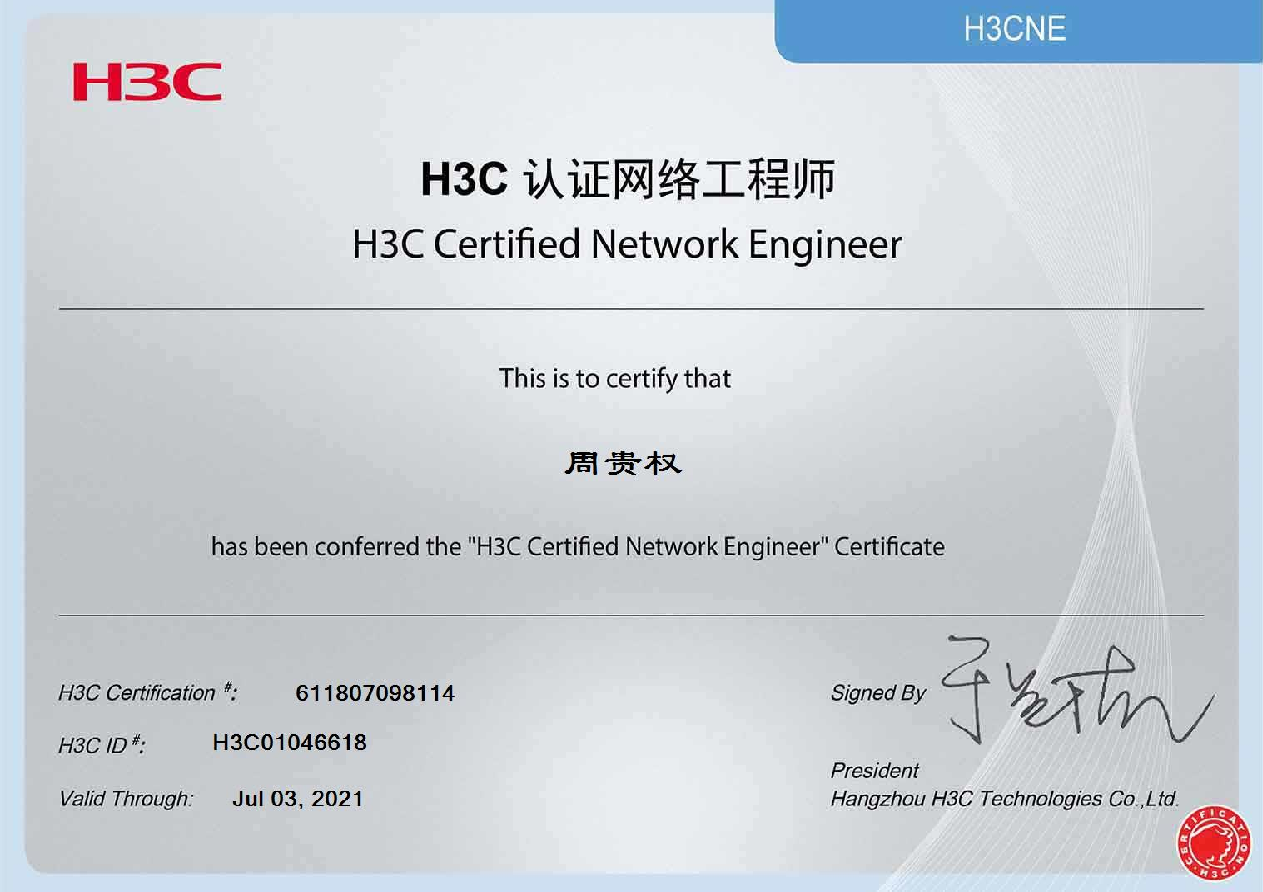 H3CNE
H3C
H3C 认证网络工程师
H3C Certified Network Engineer
This is to certify that
周贵权
has been conferred the "H3C Certified Network Engineer" Certificate
H3C Certification #: 611807098114
H3C ID #: H3C01046618
Valid Through: Jul 03, 2021
Signed By
President
Hangzhou H3C Technologies Co.,Ltd.
CERTIFICATION
H3C